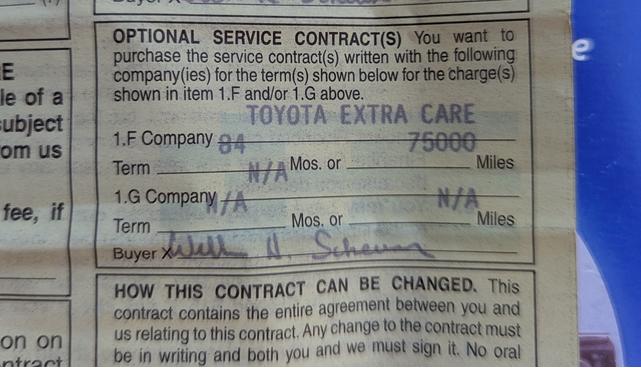 Buyer X
OPTIONAL SERVICE CONTRACT(S) You want to
purchase the service contract(s) written with the following
company(ies) for the term(s) shown below for the charge(s)
shown in item 1.F and/or 1.G above.
TOYOTA EXTRA CARE
1.F Company 84 75000
Term N/A Mos. or Miles
1.G Company N/A N/A
Term Mos. or Miles
Buyer X N.
HOW THIS CONTRACT CAN BE CHANGED. This
contract contains the entire agreement between you and
us relating to this contract. Any change to the contract must
be in writing and both you and we must sign it. No oral
E
le of a
ubject
om us
fee, if
on on
ntract
e